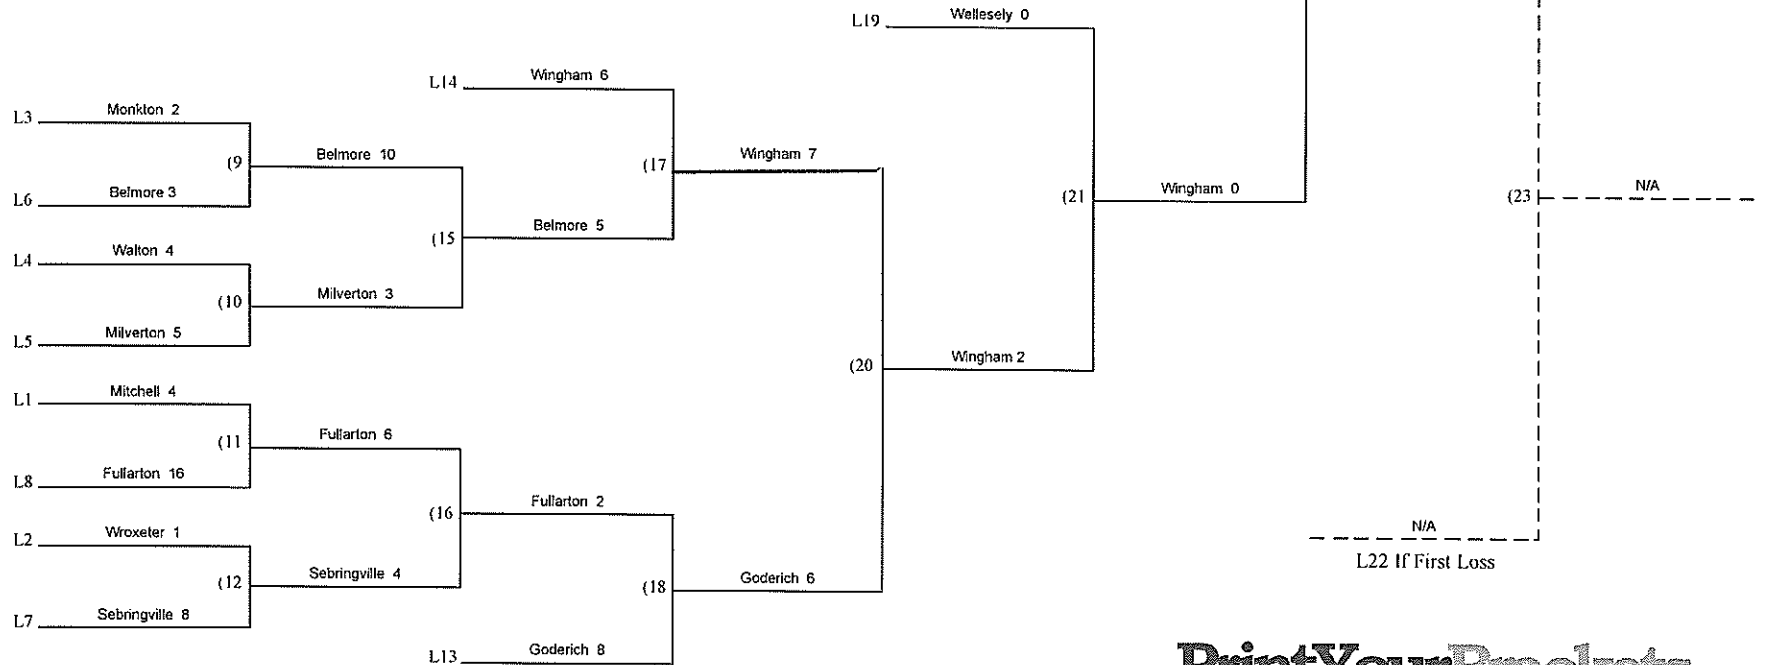 L19 Wellesely 0
L14 Wingham 6
L3 Monkton 2
(9 Belmore 10
L6 Belmore 3
(17 Wingham 7
L4 Walton 4
(15 Belmore 5
(10 Milverton 3
L5 Milverton 5
(21 Wingham 0
(23 N/A
L1 Mitchell 4
(20 Wingham 2
(11 Fullarton 6
L8 Fullarton 16
(16 Fullarton 2
L2 Wroxeter 1
(12 Sebringville 4
L7 Sebringville 8
(18 Goderich 6
L13 Goderich 8
N/A
L22 If First Loss
PrintYourBrackets